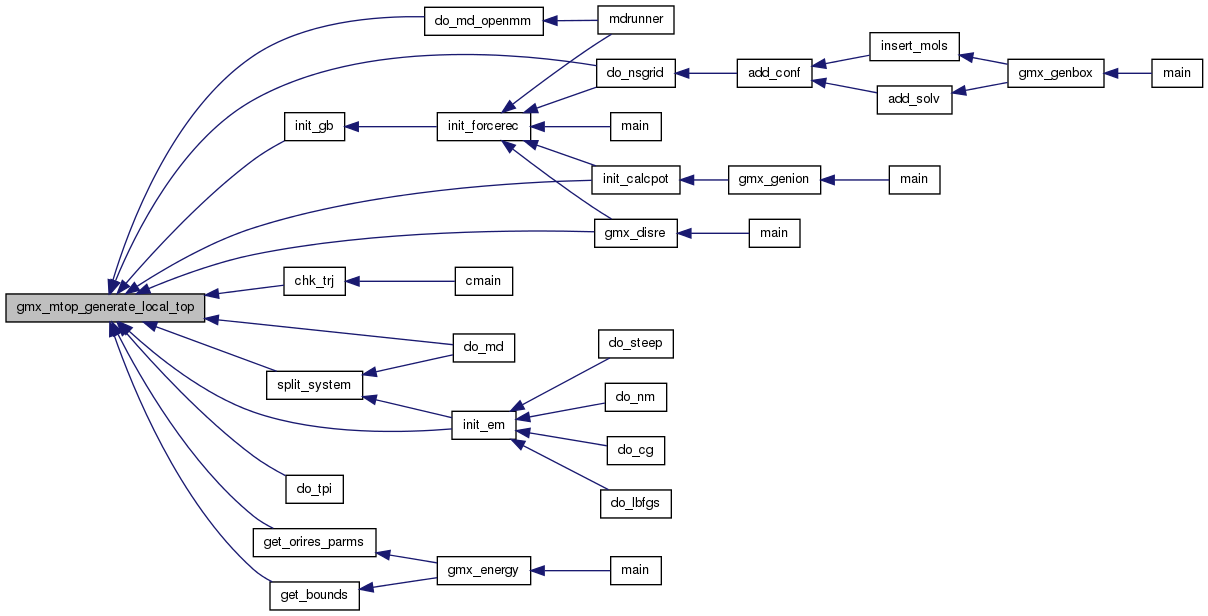 do_md_openmm
mdrunner
do_nsgrid
add_conf
insert_mols
add_solv
gmx_genbox
main
init_gb
init_forcerec
main
init_calcpot
gmx_genion
main
gmx_disre
main
gmx_mtop_generate_local_top
chk_trj
cmain
do_md
split_system
do_steep
do_nm
init_em
do_cg
do_lbfgs
do_tpi
get_orires_parms
gmx_energy
main
get_bounds